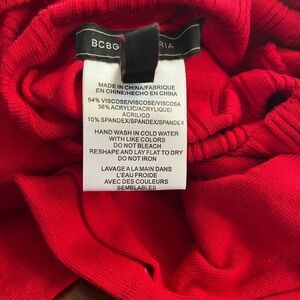 BCBG
RIA
MADE IN CHINA/FABRIQUE
EN CHINE/HECHO EN CHINA
54% VISCOSE/VISCOSE/VISCOSA
36% ACRYLIC/ACRYLIQUE/
ACRILICO
10% SPANDEX/SPANDEX/SPANDEX
HAND WASH IN COLD WATER
WITH LIKE COLORS
DO NOT BLEACH
RESHAPE AND LAY FLAT TO DRY
DO NOT IRON
LAVAGE A LA MAIN DANS
L'EAU FROIDE
AVEC DES COULEURS
SEMBLABLES